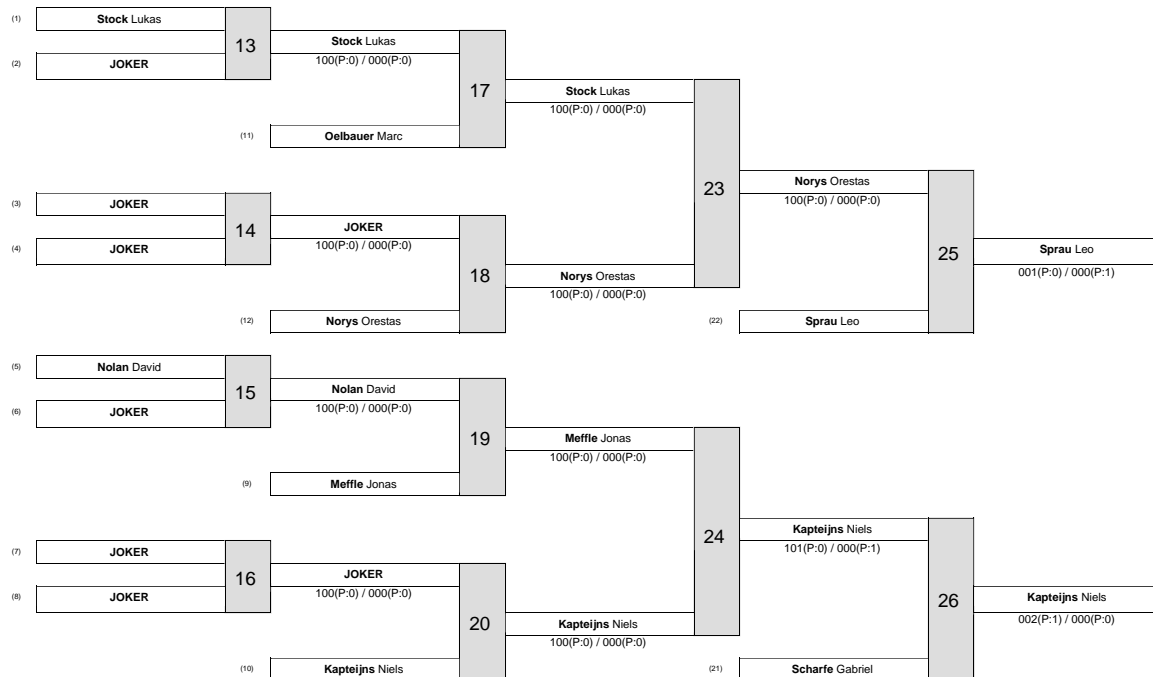 (1) Stock Lukas
13
Stock Lukas
100(P:0) / 000(P:0)
(2) JOKER
17
Stock Lukas
100(P:0) / 000(P:0)
(11) Oelbauer Marc
23
Norys Orestas
100(P:0) / 000(P:0)
(3) JOKER
14
JOKER
100(P:0) / 000(P:0)
(4) JOKER
18
Norys Orestas
100(P:0) / 000(P:0)
(12) Norys Orestas
25
Sprau Leo
001(P:0) / 000(P:1)
(22) Sprau Leo
(5) Nolan David
15
Nolan David
100(P:0) / 000(P:0)
(6) JOKER
19
Meffle Jonas
100(P:0) / 000(P:0)
(9) Meffle Jonas
24
Kapteijns Niels
101(P:0) / 000(P:1)
(7) JOKER
16
JOKER
100(P:0) / 000(P:0)
(8) JOKER
20
Kapteijns Niels
100(P:0) / 000(P:0)
(10) Kapteijns Niels
26
Kapteijns Niels
002(P:1) / 000(P:0)
(21) Scharfe Gabriel